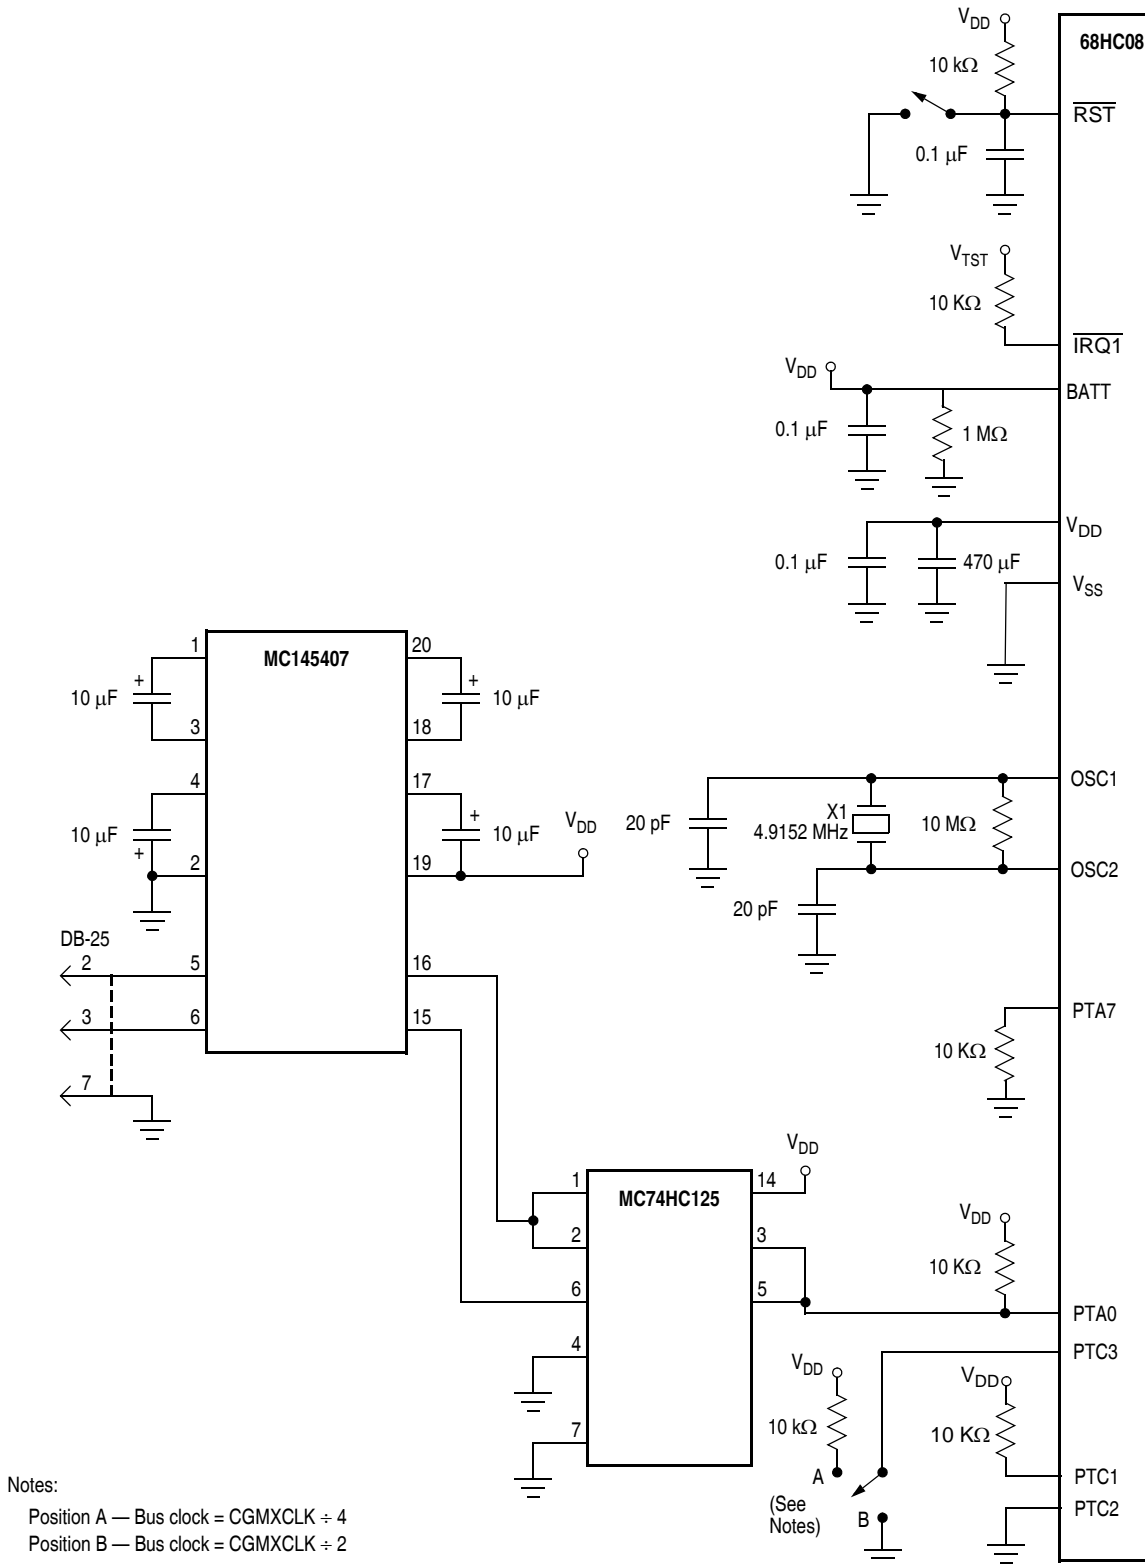 V_DD
68HC08
10 kΩ
RST
0.1 μF
V_TST
10 KΩ
IRQ1
V_DD
BATT
0.1 μF
1 MΩ
V_DD
0.1 μF
470 μF
V_SS
MC145407
1
20
+
10 μF
+
10 μF
3
18
4
17
10 μF
+
+
10 μF
V_DD
2
19
OSC1
20 pF
X1
4.9152 MHz
10 MΩ
OSC2
20 pF
DB-25
2
5
16
3
6
15
7
PTA7
10 KΩ
MC74HC125
1
14
V_DD
2
3
6
5
4
7
V_DD
10 KΩ
PTA0
PTC3
V_DD
10 kΩ
A
(See
Notes)
B
V_DD
10 KΩ
PTC1
PTC2
Notes:
Position A — Bus clock = CGMXCLK ÷ 4
Position B — Bus clock = CGMXCLK ÷ 2